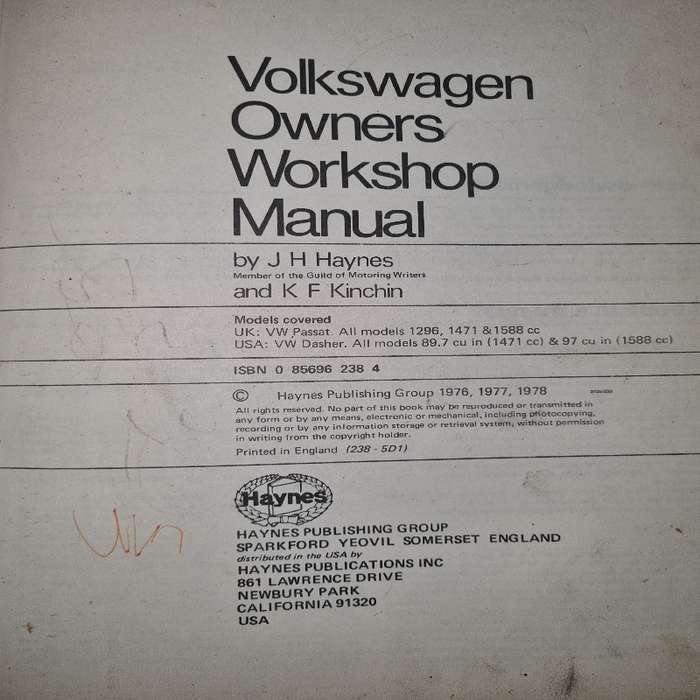 Volkswagen
Owners
Workshop
Manual
by J H Haynes
Member of the Guild of Motoring Writers
and K F Kinchin
Models covered
UK: VW Passat. All models 1296, 1471 & 1588 cc
USA: VW Dasher. All models 89.7 cu in (1471 cc) & 97 cu in (1588 cc)
ISBN 0 85696 238 4
© Haynes Publishing Group 1976, 1977, 1978
All rights reserved. No part of this book may be reproduced or transmitted in
any form or by any means, electronic or mechanical, including photocopying,
recording or by any information storage or retrieval system, without permission
in writing from the copyright holder.
Printed in England (238 - 5D1)
Haynes
HAYNES PUBLISHING GROUP
SPARKFORD YEOVIL SOMERSET ENGLAND
distributed in the USA by
HAYNES PUBLICATIONS INC
861 LAWRENCE DRIVE
NEWBURY PARK
CALIFORNIA 91320
USA